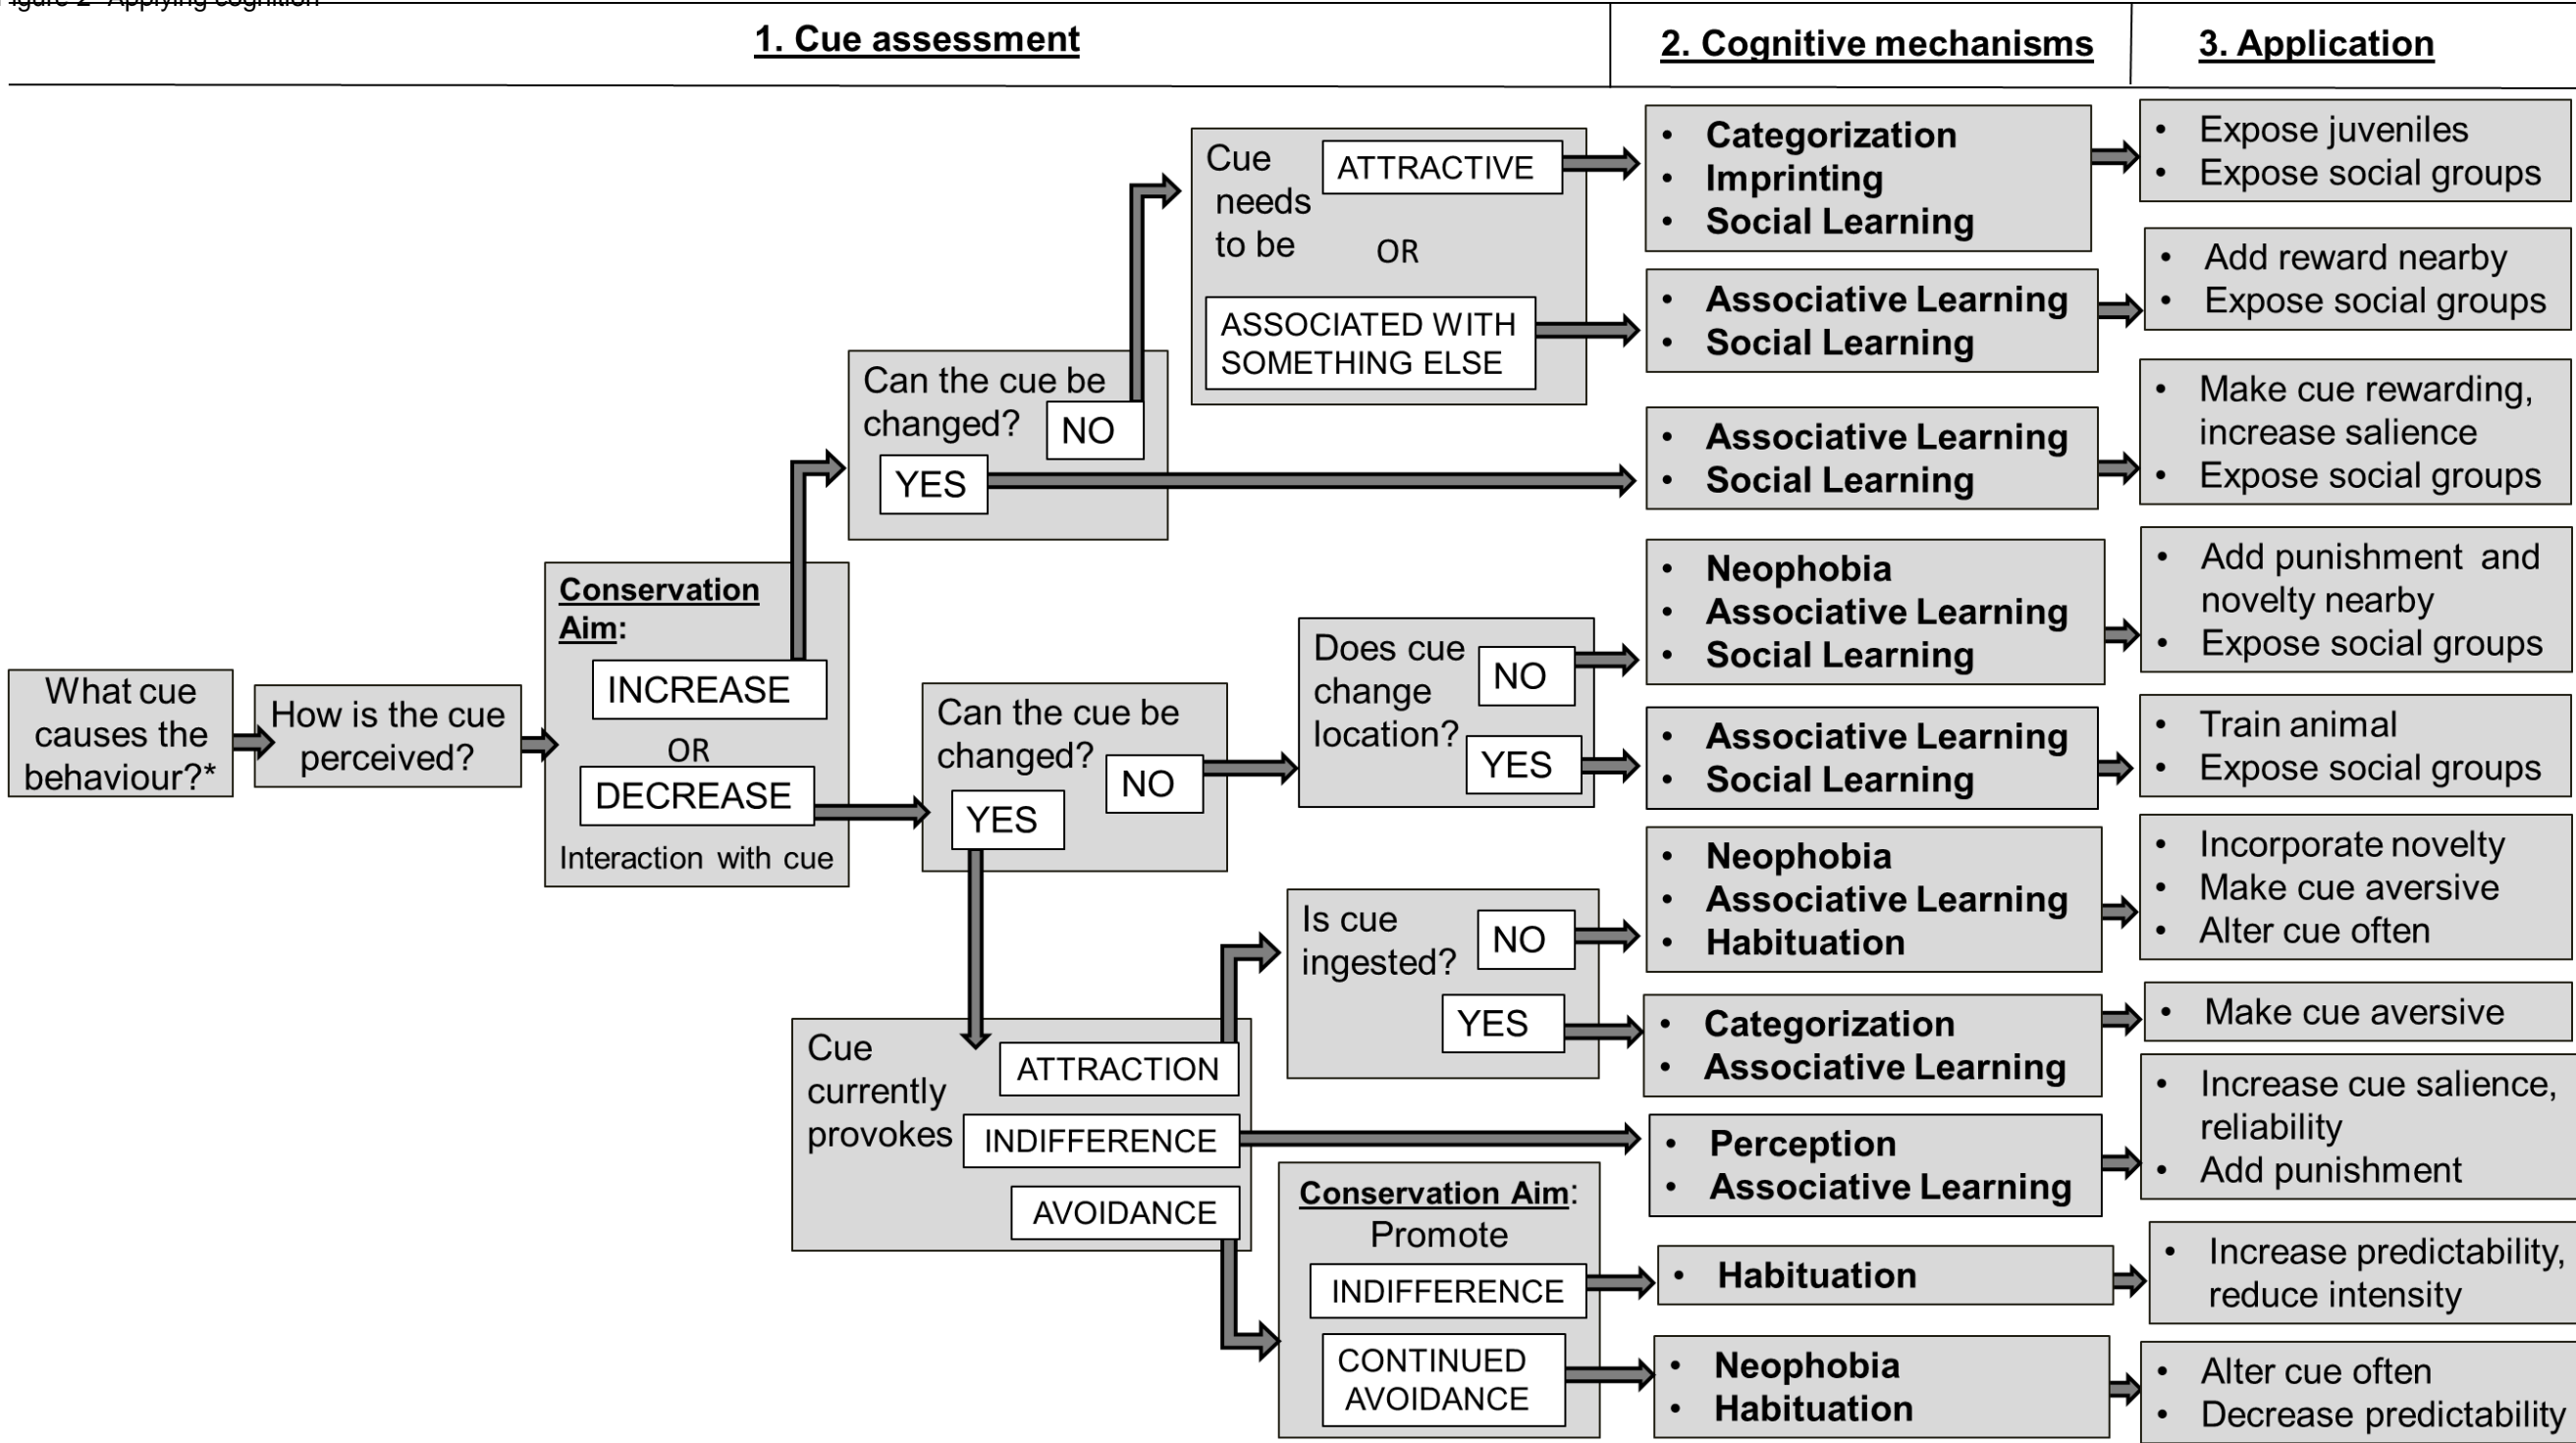 Figure 2 Applying cognition
1. Cue assessment
2. Cognitive mechanisms
3. Application
What cue
causes the
behaviour?*
How is the cue
perceived?
Conservation
Aim:
INCREASE
OR
DECREASE
Interaction with cue
Can the cue be
changed?
NO
YES
Cue
needs
to be
ATTRACTIVE
OR
ASSOCIATED WITH
SOMETHING ELSE
Can the cue be
changed?
NO
YES
Does cue
change
location?
NO
YES
Cue
currently
provokes
ATTRACTION
INDIFFERENCE
AVOIDANCE
Is cue
ingested?
NO
YES
Conservation Aim:
Promote
INDIFFERENCE
CONTINUED
AVOIDANCE
• Categorization
• Imprinting
• Social Learning
• Expose juveniles
• Expose social groups
• Associative Learning
• Social Learning
• Add reward nearby
• Expose social groups
• Associative Learning
• Social Learning
• Make cue rewarding,
increase salience
• Expose social groups
• Neophobia
• Associative Learning
• Social Learning
• Add punishment and
novelty nearby
• Expose social groups
• Associative Learning
• Social Learning
• Train animal
• Expose social groups
• Neophobia
• Associative Learning
• Habituation
• Incorporate novelty
• Make cue aversive
• Alter cue often
• Categorization
• Associative Learning
• Make cue aversive
• Perception
• Associative Learning
• Increase cue salience,
reliability
• Add punishment
• Habituation
• Increase predictability,
reduce intensity
• Neophobia
• Habituation
• Alter cue often
• Decrease predictability